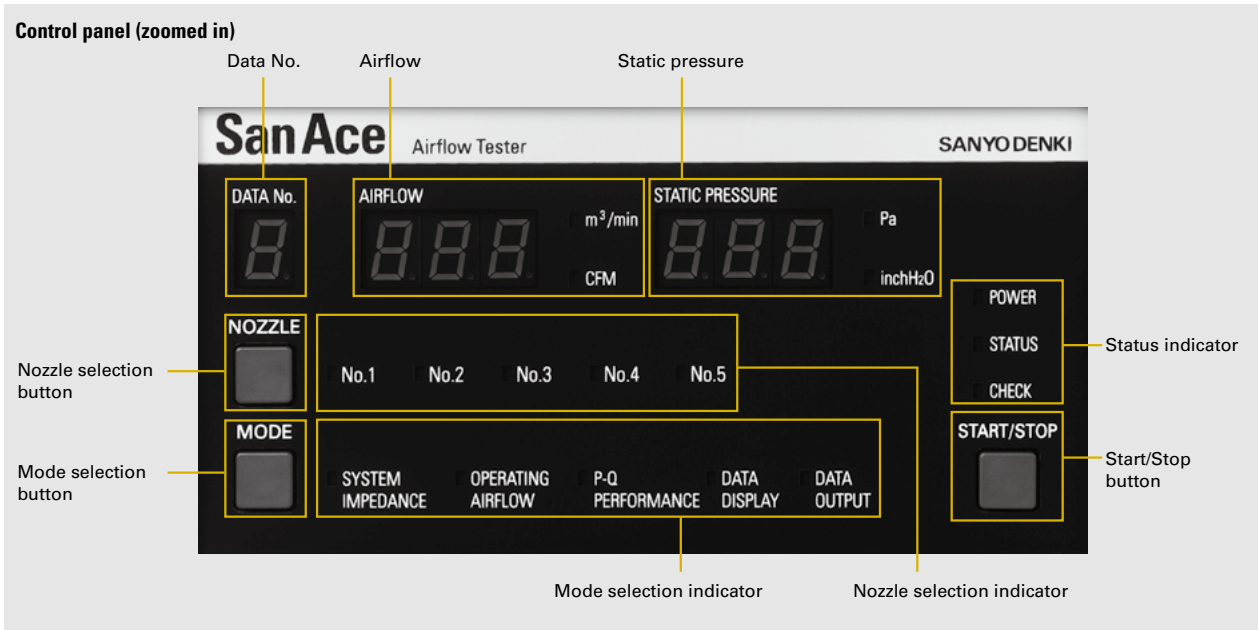 Control panel (zoomed in)
Data No.
Airflow
Static pressure
San Ace Airflow Tester
SANYO DENKI
DATA No.
AIRFLOW
m³/min
CFM
STATIC PRESSURE
Pa
inchH₂O
POWER
STATUS
CHECK
Status indicator
NOZZLE
No.1 No.2 No.3 No.4 No.5
Nozzle selection
button
MODE
SYSTEM
IMPEDANCE
OPERATING
AIRFLOW
P-Q
PERFORMANCE
DATA
DISPLAY
DATA
OUTPUT
Mode selection
button
START/STOP
Start/Stop
button
Mode selection indicator
Nozzle selection indicator